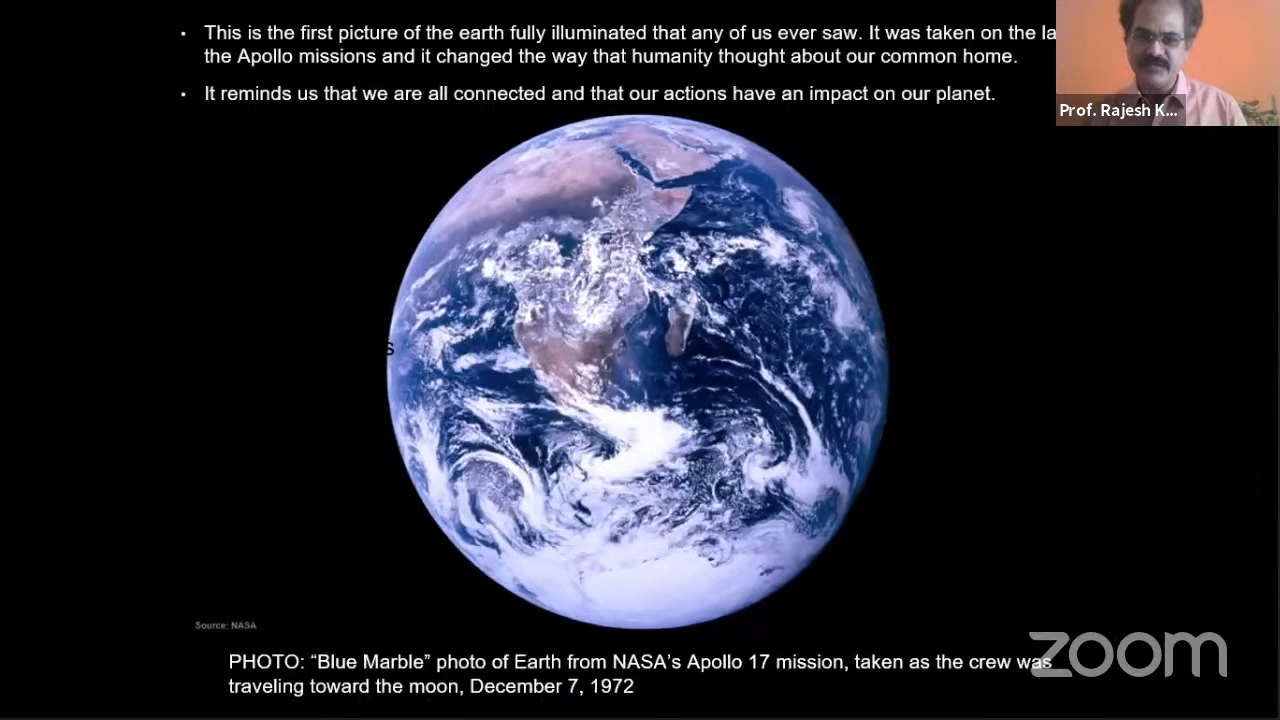 • This is the first picture of the earth fully illuminated that any of us ever saw. It was taken on the la
the Apollo missions and it changed the way that humanity thought about our common home.
• It reminds us that we are all connected and that our actions have an impact on our planet.
Prof. Rajesh K...
s
Source: NASA
PHOTO: “Blue Marble” photo of Earth from NASA’s Apollo 17 mission, taken as the crew was
traveling toward the moon, December 7, 1972
zoom